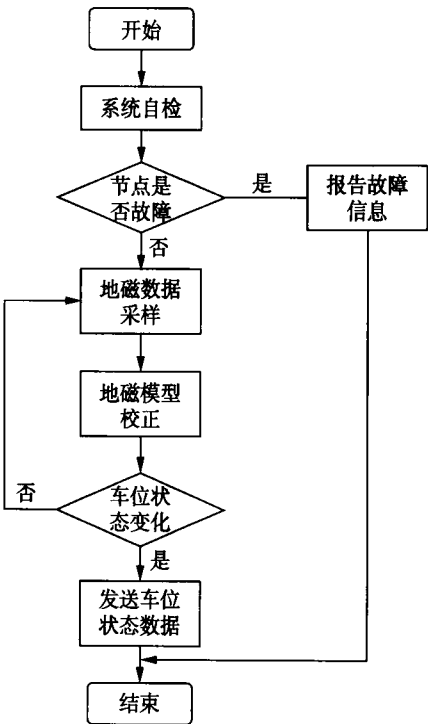 开始
系统自检
节点是
否故障
是
报告故障
信息
否
地磁数据
采样
地磁模型
校正
否
车位状
态变化
是
发送车位
状态数据
结束